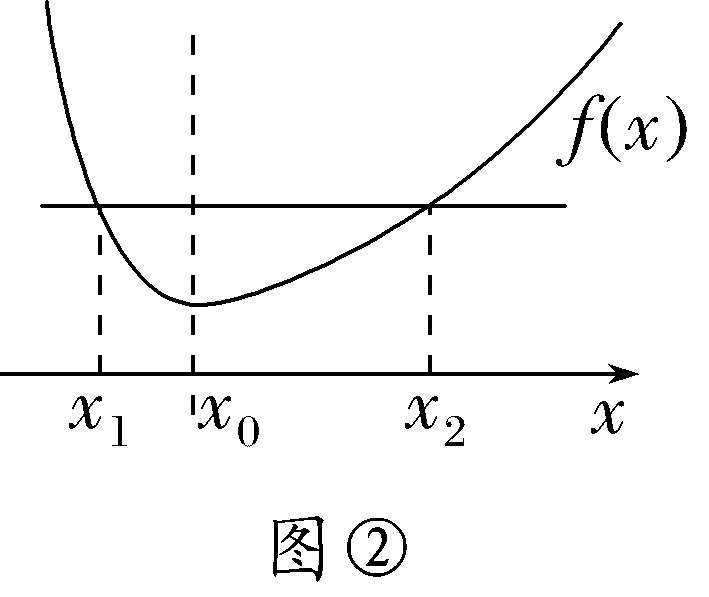 f(x)
x₁ x₀ x₂ x
图②